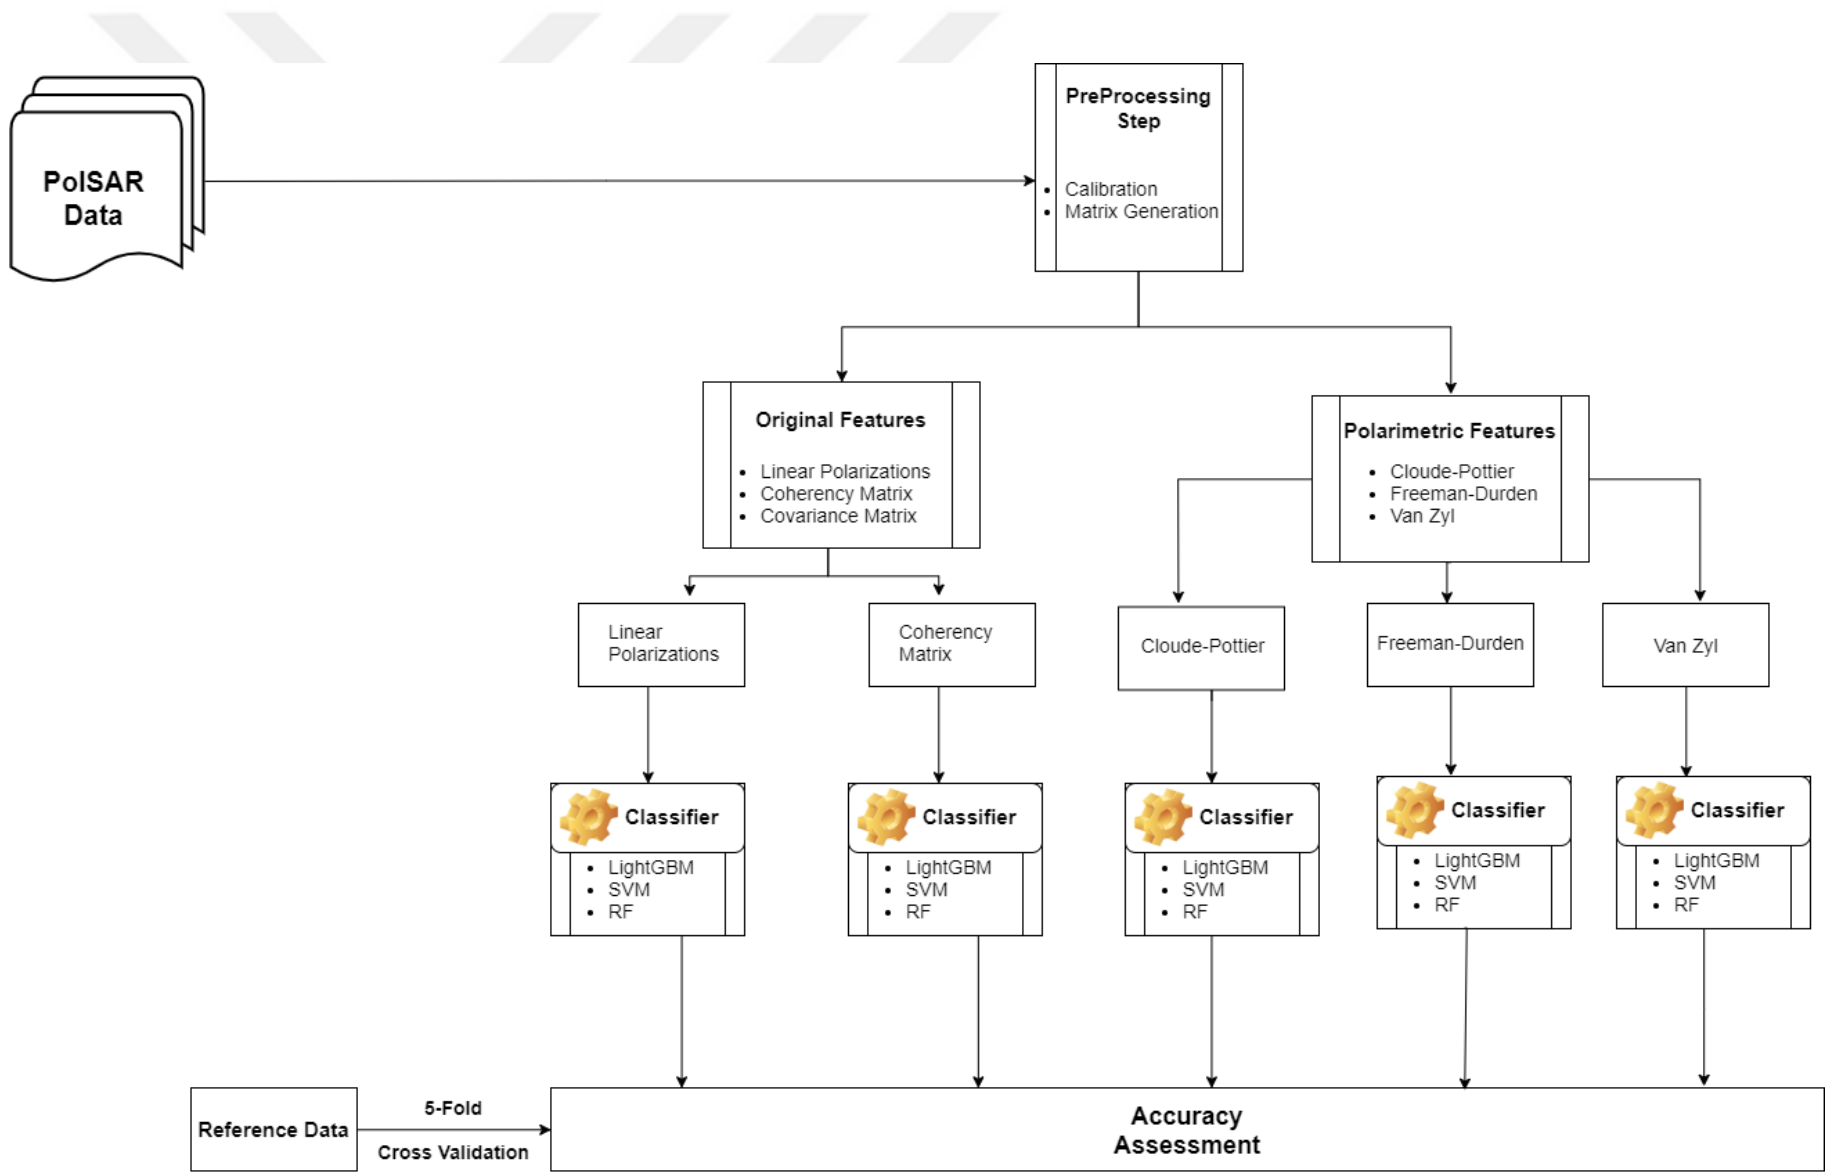 PolSAR
Data
PreProcessing
Step
Calibration
Matrix Generation
Original Features
Linear Polarizations
Coherency Matrix
Covariance Matrix
Polarimetric Features
Cloude-Pottier
Freeman-Durden
Van Zyl
Linear
Polarizations
Coherency
Matrix
Cloude-Pottier
Freeman-Durden
Van Zyl
Classifier
LightGBM
SVM
RF
Classifier
LightGBM
SVM
RF
Classifier
LightGBM
SVM
RF
Classifier
LightGBM
SVM
RF
Classifier
LightGBM
SVM
RF
Reference Data
5-Fold
Cross Validation
Accuracy
Assessment